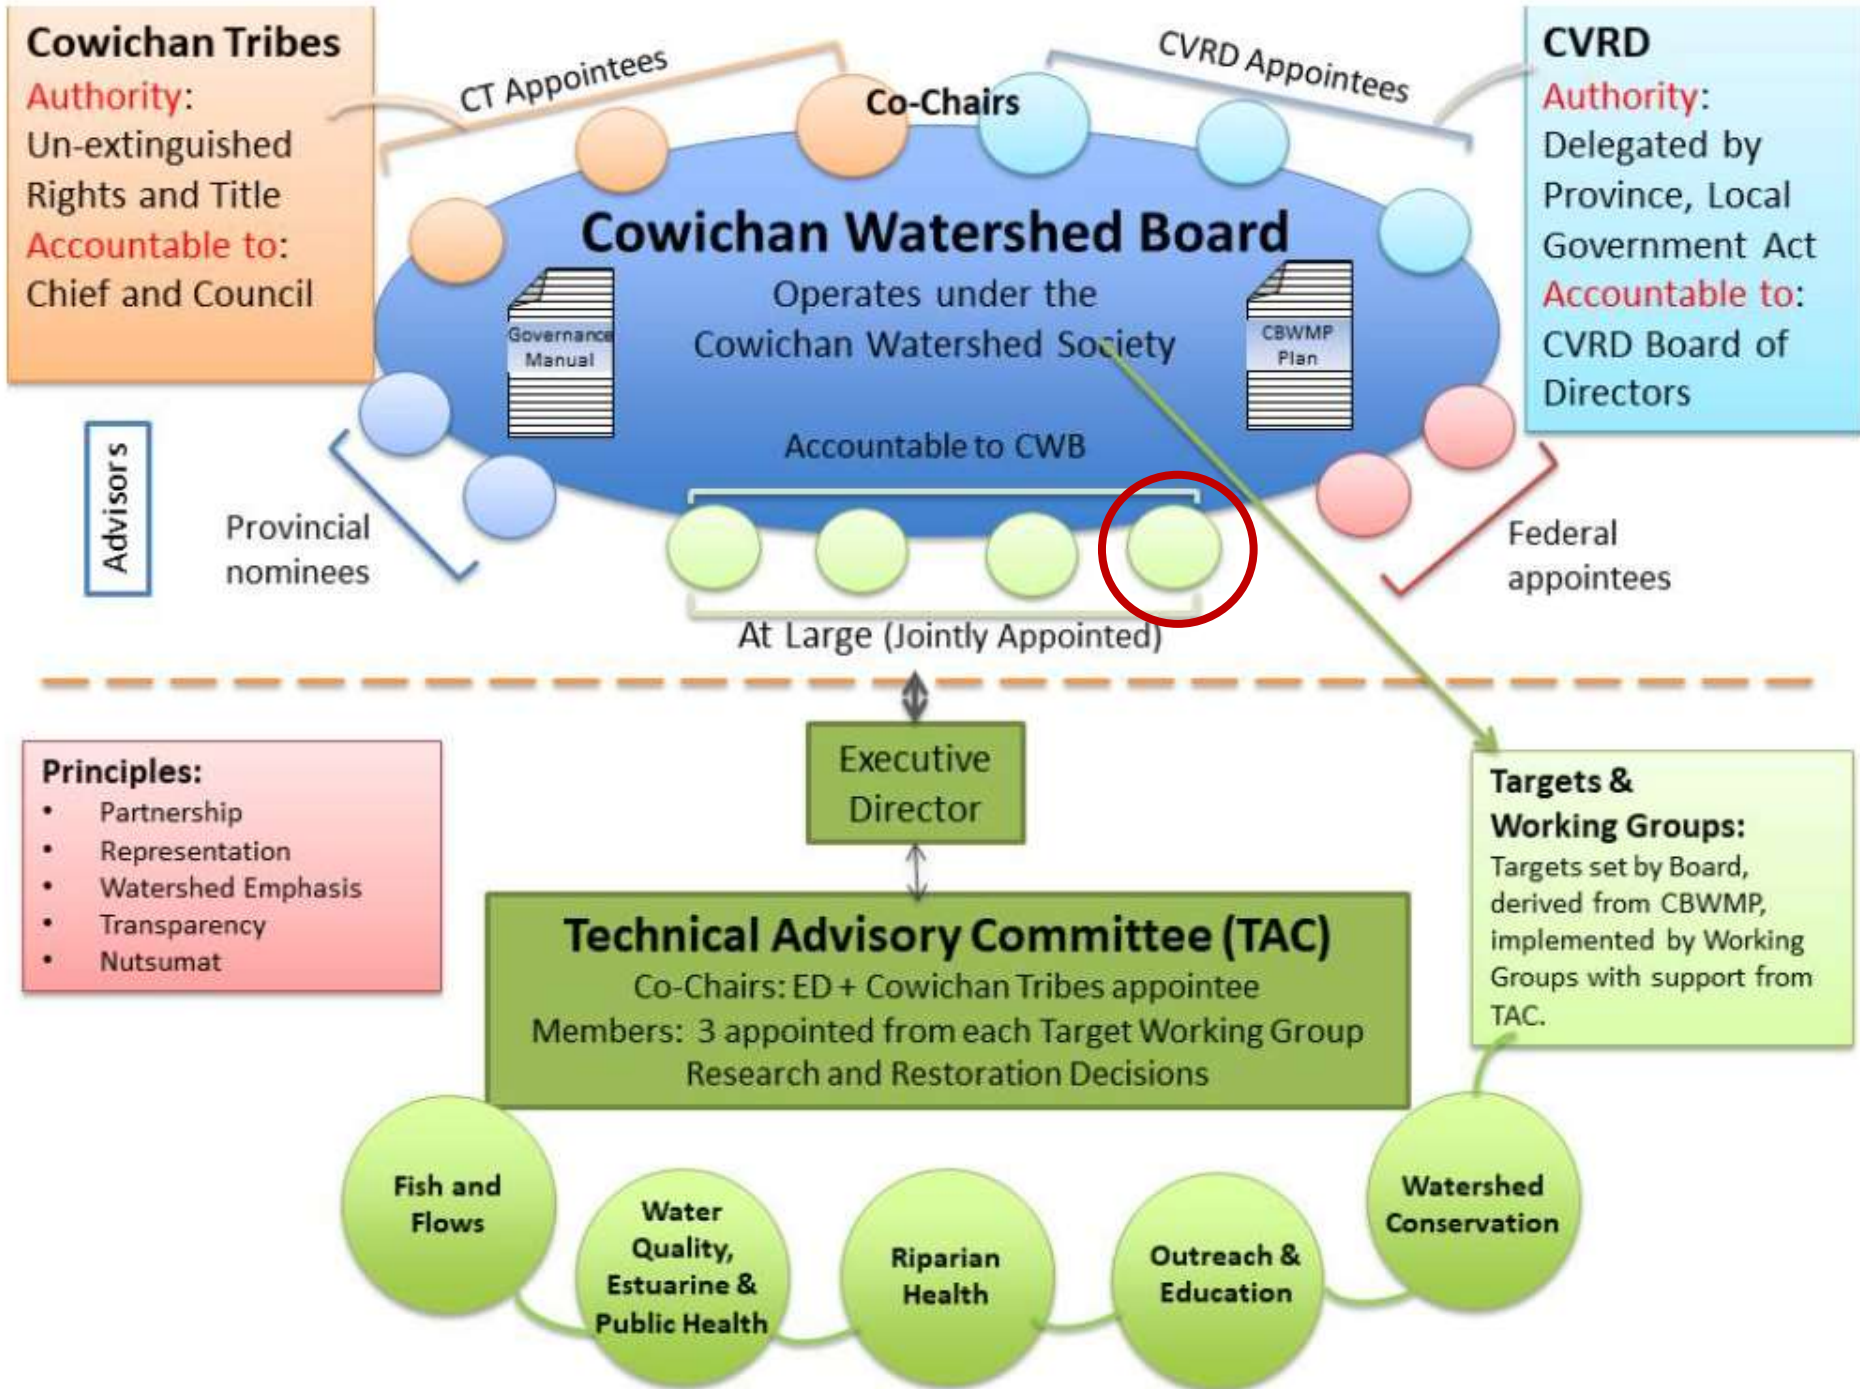 Cowichan Tribes
Authority:
Un-extinguished
Rights and Title
Accountable to:
Chief and Council
CT Appointees
Co-Chairs
CVRD Appointees
CVRD
Authority:
Delegated by
Province, Local
Government Act
Accountable to:
CVRD Board of
Directors
Cowichan Watershed Board
Operates under the
Cowichan Watershed Society
Governance
Manual
CBWMP
Plan
Accountable to CWB
Advisors
Provincial
nominees
Federal
appointees
At Large (Jointly Appointed)
Executive
Director
Principles:
• Partnership
• Representation
• Watershed Emphasis
• Transparency
• Nutsumat
Targets &
Working Groups:
Targets set by Board,
derived from CBWMP,
implemented by Working
Groups with support from
TAC.
Technical Advisory Committee (TAC)
Co-Chairs: ED + Cowichan Tribes appointee
Members: 3 appointed from each Target Working Group
Research and Restoration Decisions
Fish and
Flows
Water
Quality,
Estuarine &
Public Health
Riparian
Health
Outreach &
Education
Watershed
Conservation